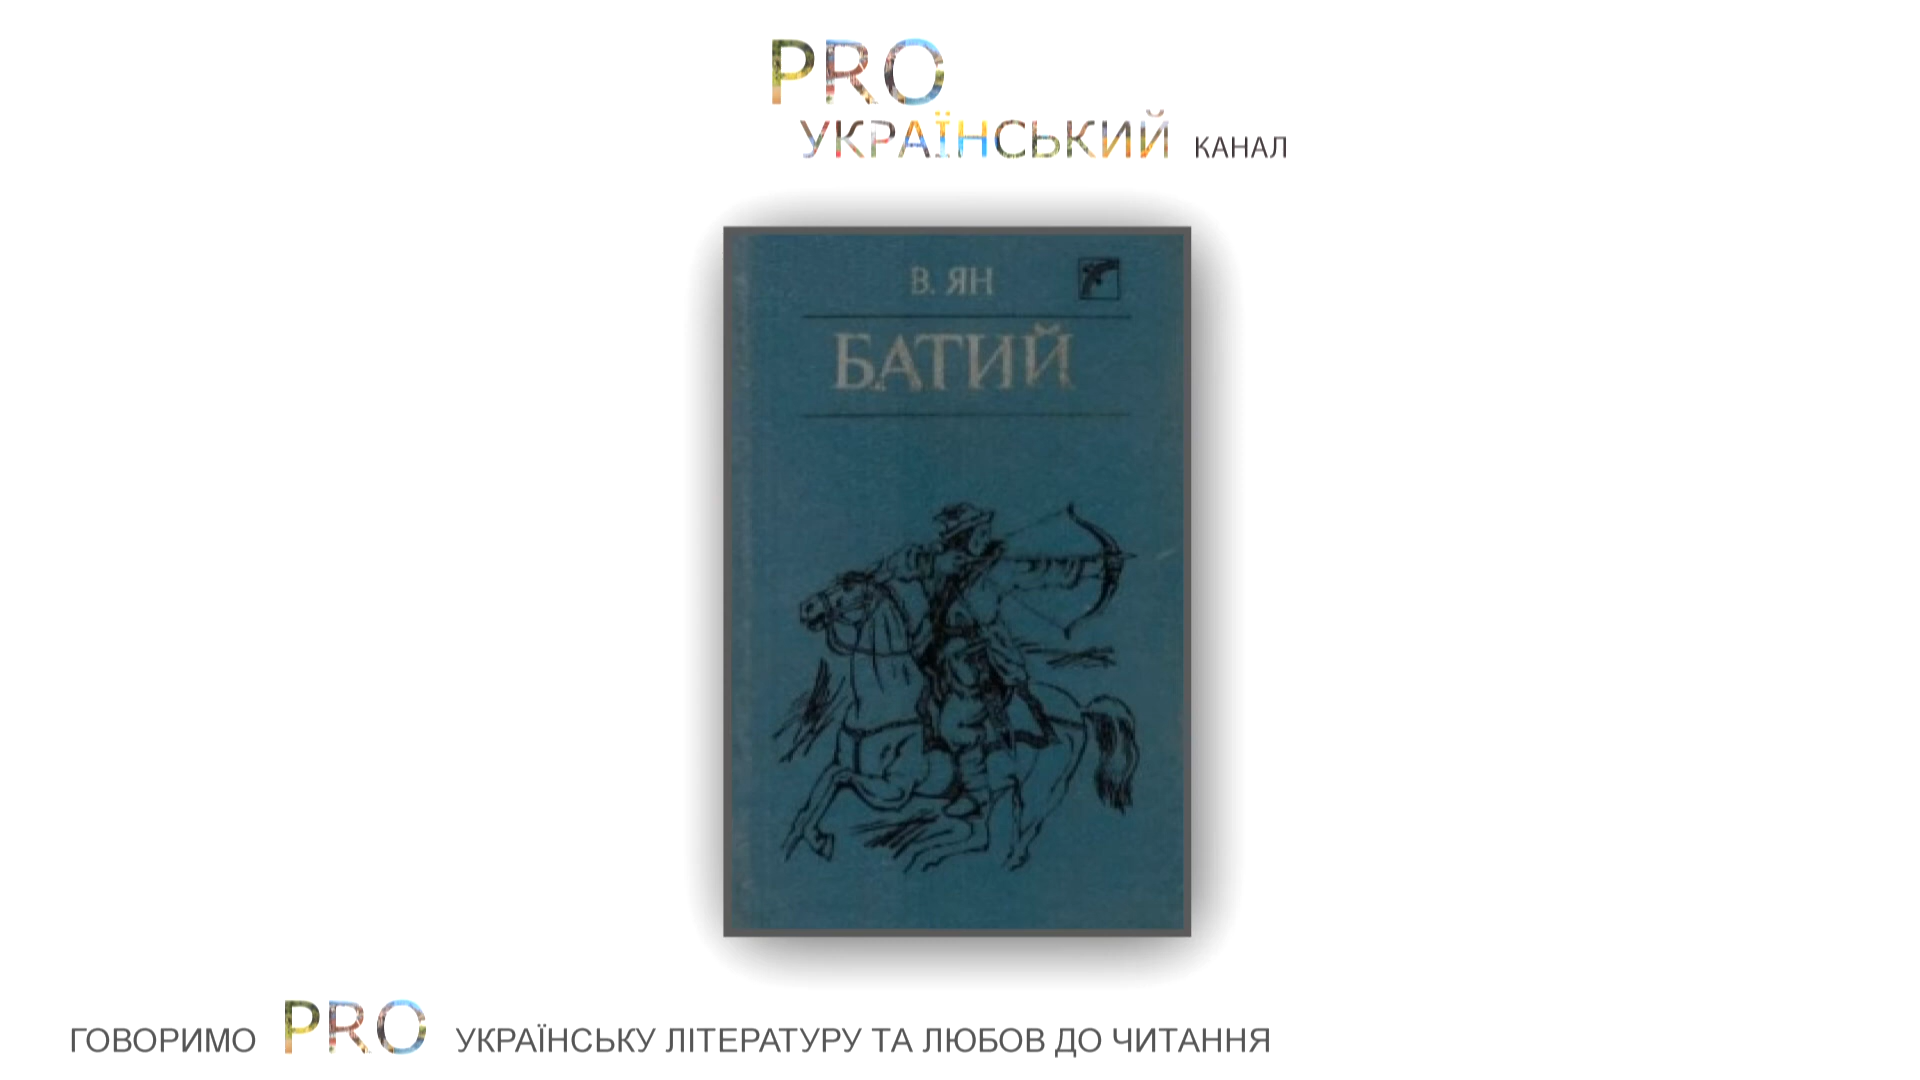 PRO
УКРАЇНСЬКИЙ КАНАЛ
В. ЯН
БАТИЙ
ГОВОРИМО PRO УКРАЇНСЬКУ ЛІТЕРАТУРУ ТА ЛЮБОВ ДО ЧИТАННЯ